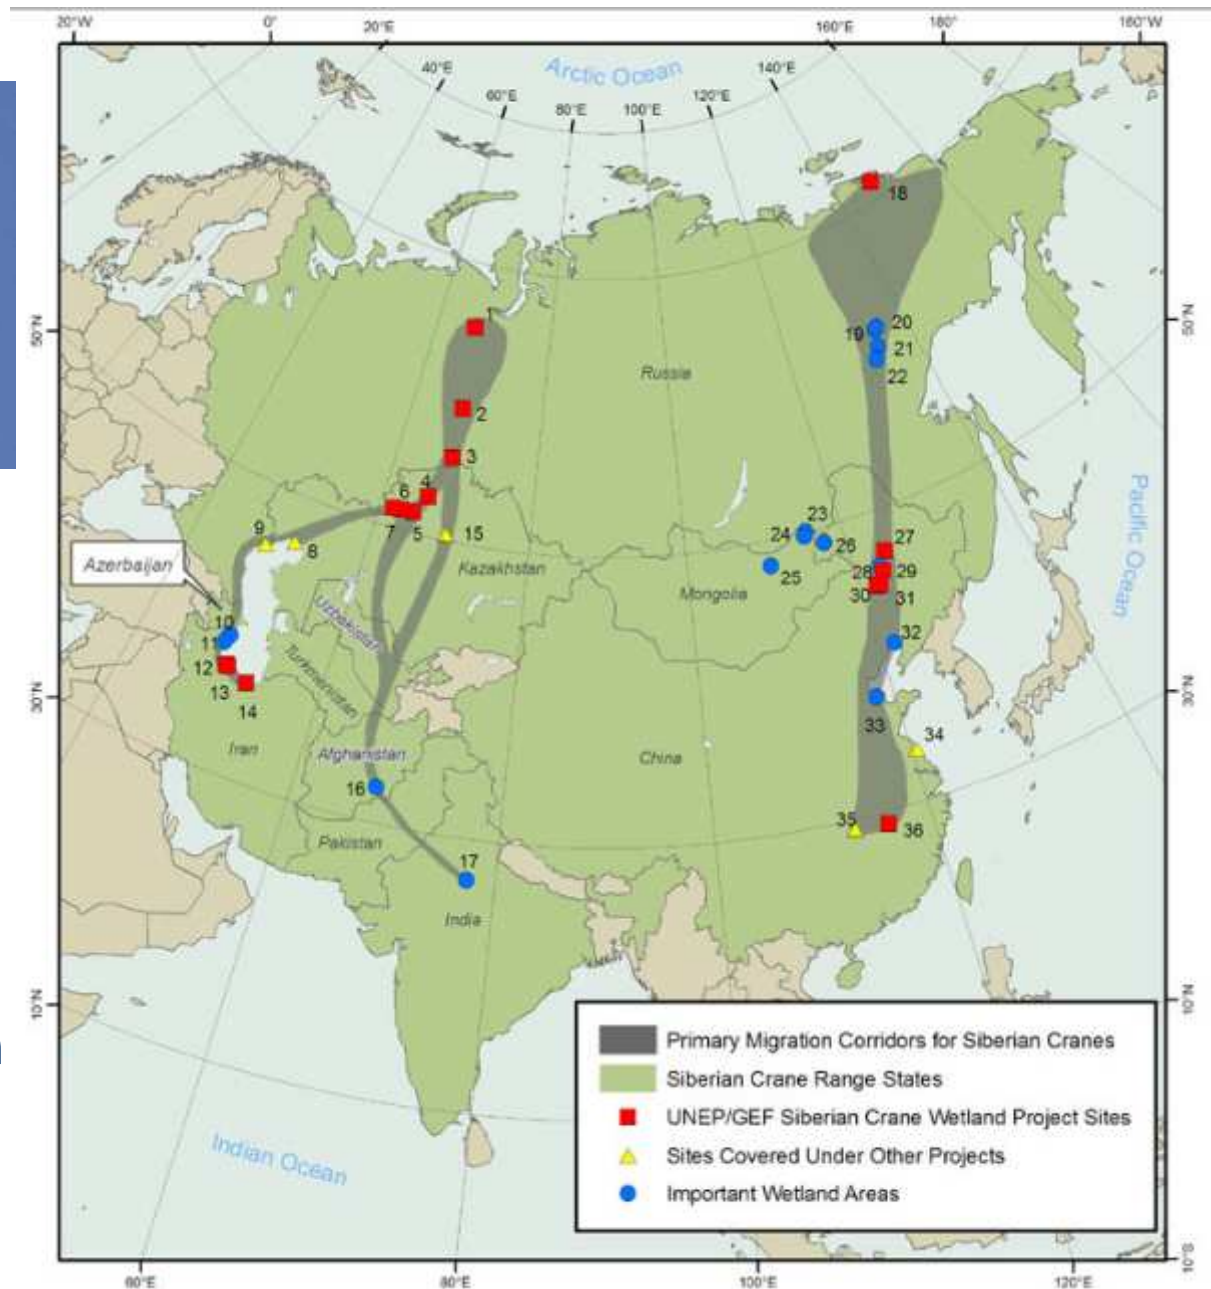 20°W 0° 20°E 160°E 180° 160°W
40°E 140°E
60°E 80°E 100°E 120°E
Arctic Ocean
18
1
20
19
21
22
50°N
Russia
2
3
4
6
7
5
15
9
8
23
24
26
25
27
28 29
30
31
Azerbaijan
Kazakhstan
Mongolia
Pacific Ocean
Uzbekistan
10
11
12
13
14
32
Turkmenistan
30°N
30°N
33
34
Iran
Afghanistan
China
16
35
36
Pakistan
17
India
10°N
10°N
Primary Migration Corridors for Siberian Cranes
Siberian Crane Range States
UNEP/GEF Siberian Crane Wetland Project Sites
Sites Covered Under Other Projects
Important Wetland Areas
Indian Ocean
10°S
60°E 80°E 100°E 120°E